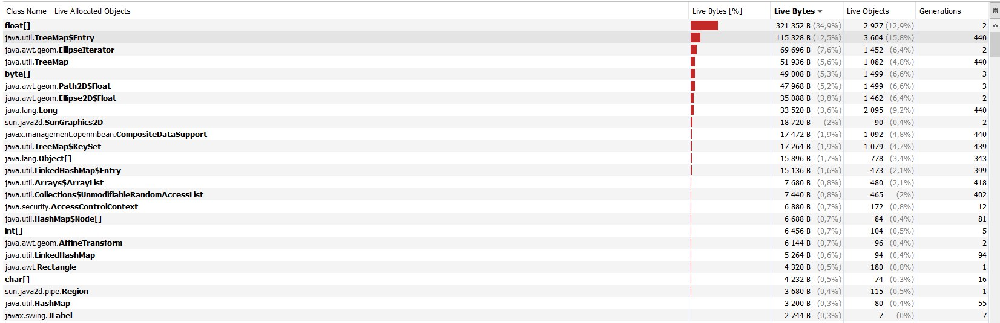 Class Name - Live Allocated Objects Live Bytes [%] Live Bytes Live Objects Generations
float[] 321 352 B (34,9%) 2 927 (12,9%) 2
java.util.TreeMap$Entry 115 328 B (12,5%) 3 604 (15,8%) 440
java.awt.geom.EllipseIterator 69 696 B (7,6%) 1 452 (6,4%) 2
java.util.TreeMap 51 936 B (5,6%) 1 082 (4,8%) 440
byte[] 49 008 B (5,3%) 1 499 (6,6%) 3
java.awt.geom.Path2D$Float 47 968 B (5,2%) 1 499 (6,6%) 3
java.awt.geom.Ellipse2D$Float 35 088 B (3,8%) 1 462 (6,4%) 2
java.lang.Long 33 520 B (3,6%) 2 095 (9,2%) 440
sun.java2d.SunGraphics2D 18 720 B (2%) 90 (0,4%) 2
javax.management.openmbean.CompositeDataSupport 17 472 B (1,9%) 1 092 (4,8%) 440
java.util.TreeMap$KeySet 17 264 B (1,9%) 1 079 (4,7%) 439
java.lang.Object[] 15 896 B (1,7%) 778 (3,4%) 343
java.util.LinkedHashMap$Entry 15 136 B (1,6%) 473 (2,1%) 399
java.util.Arrays$ArrayList 7 680 B (0,8%) 480 (2,1%) 418
java.util.Collections$UnmodifiableRandomAccessList 7 440 B (0,8%) 465 (2%) 402
java.security.AccessControlContext 6 880 B (0,7%) 172 (0,8%) 12
java.util.HashMap$Node[] 6 688 B (0,7%) 84 (0,4%) 81
int[] 6 456 B (0,7%) 104 (0,5%) 5
java.awt.geom.AffineTransform 6 144 B (0,7%) 96 (0,4%) 2
java.util.LinkedHashMap 5 264 B (0,6%) 94 (0,4%) 94
java.awt.Rectangle 4 320 B (0,5%) 180 (0,8%) 1
char[] 4 232 B (0,5%) 74 (0,3%) 16
sun.java2d.pipe.Region 3 680 B (0,4%) 115 (0,5%) 1
java.util.HashMap 3 200 B (0,3%) 80 (0,4%) 55
javax.swing.JLabel 2 744 B (0,3%) 7 (0%) 7